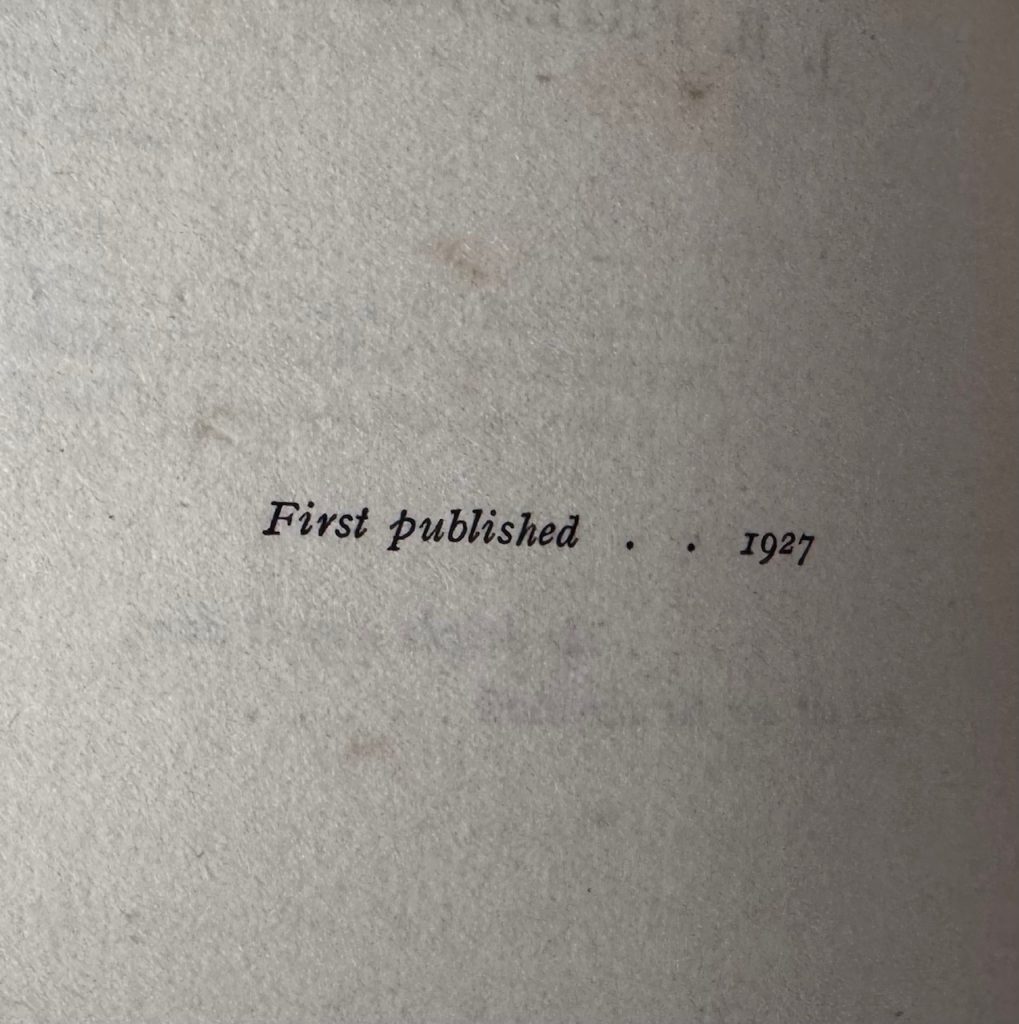 First published . . 1927